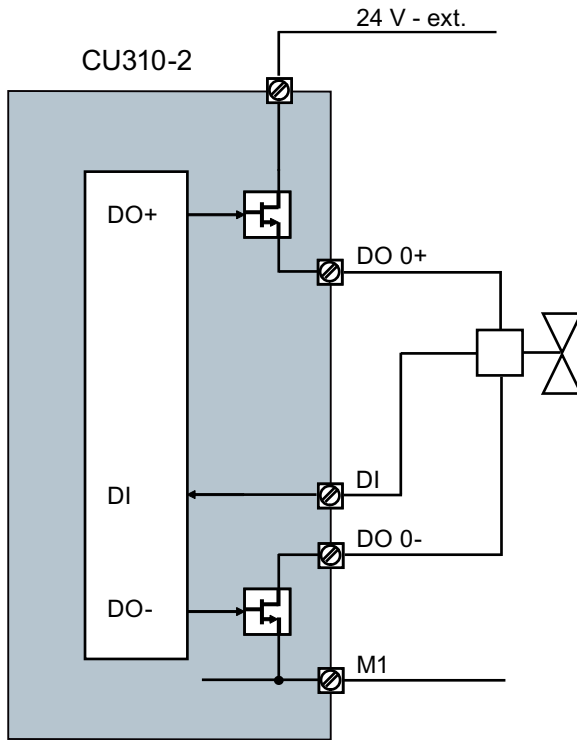 24 V - ext.
CU310-2
DO+
DO 0+
DI
DI
DO 0-
DO-
M1